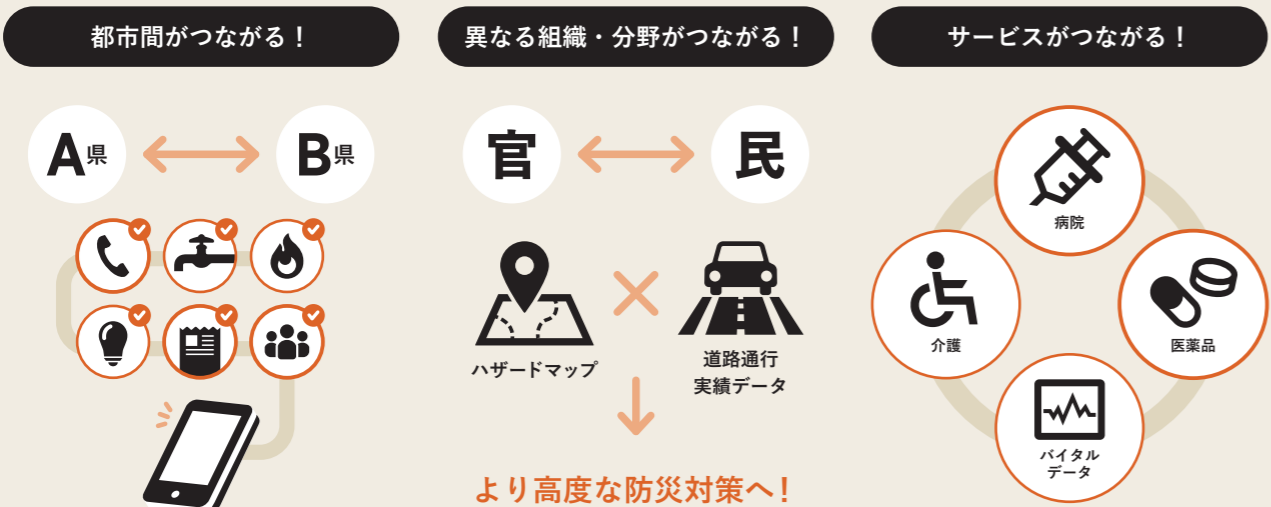 都市間がつながる！
異なる組織・分野がつながる！
サービスがつながる！
A県
B県
官
民
ハザードマップ
道路通行
実績データ
より高度な防災対策へ！
病院
介護
医薬品
バイタル
データ